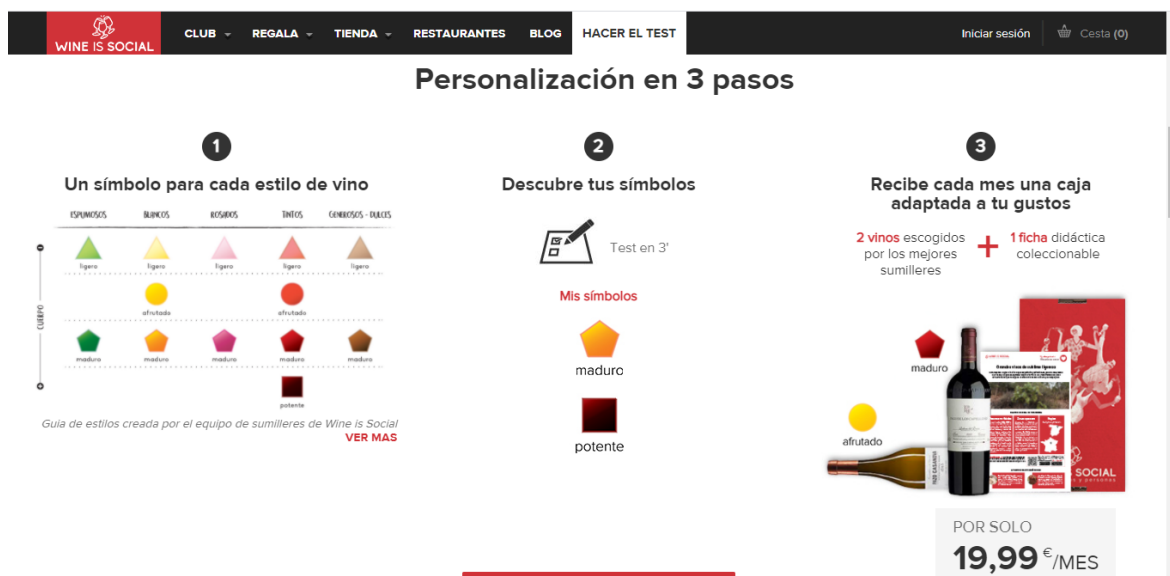 WINE IS SOCIAL
CLUB REGALA TIENDA RESTAURANTES BLOG HACER EL TEST Iniciar sesión Cesta (0)
Personalización en 3 pasos
1
Un símbolo para cada estilo de vino
ESPUMOSOS BLANCOS ROSADOS TINTOS GENEROSOS - DULCES
ligero ligero ligero ligero ligero
afrutado afrutado
CUERPO
maduro maduro maduro maduro maduro
potente
Guia de estilos creada por el equipo de sumilleres de Wine is Social
VER MAS
2
Descubre tus símbolos
Test en 3'
Mis símbolos
maduro
potente
3
Recibe cada mes una caja
adaptada a tu gustos
2 vinos escogidos
por los mejores
sumilleres
+
1 ficha didáctica
coleccionable
maduro
afrutado
SOCIAL
POR SOLO
19,99 €/MES